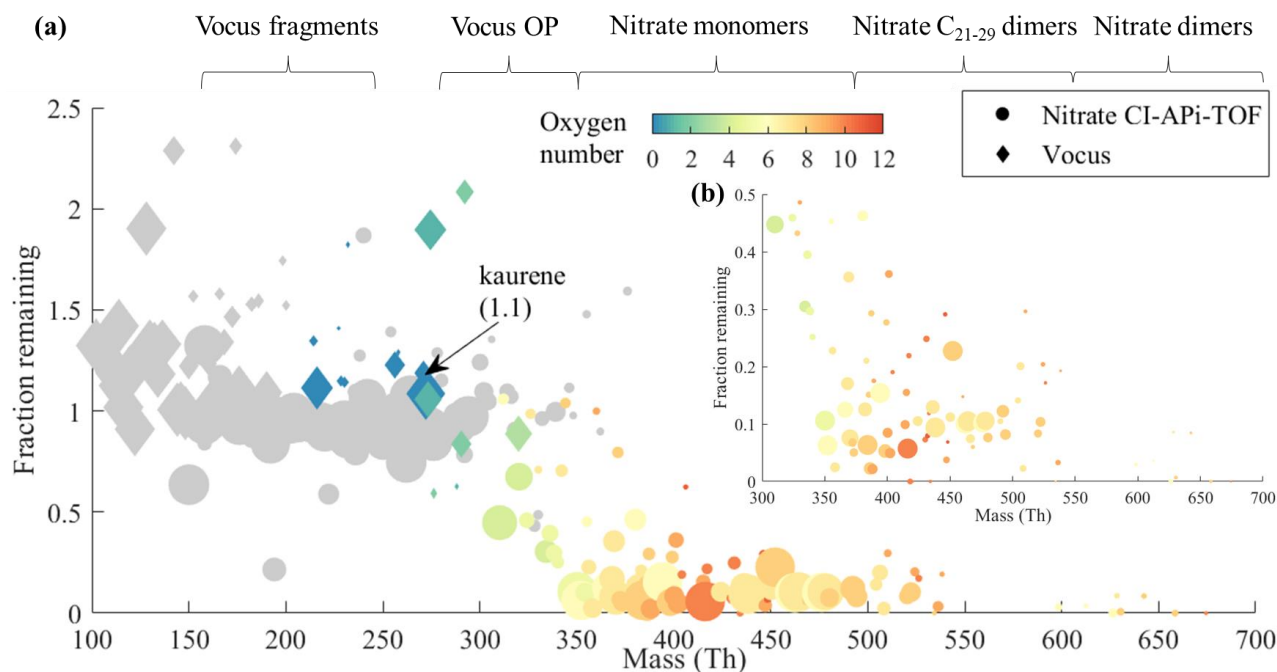 (a)
Vocus fragments
Vocus OP
Nitrate monomers
Nitrate C21-29 dimers
Nitrate dimers
2.5
2
1.5
1
0.5
0
Fraction remaining
Oxygen
number
0 2 4 6 8 10 12
Nitrate CI-APi-TOF
Vocus
kaurene
(1.1)
(b)
0.5
0.4
0.3
0.2
0.1
0
Fraction remaining
300 350 400 450 500 550 600 650 700
Mass (Th)
100 150 200 250 300 350 400 450 500 550 600 650 700
Mass (Th)